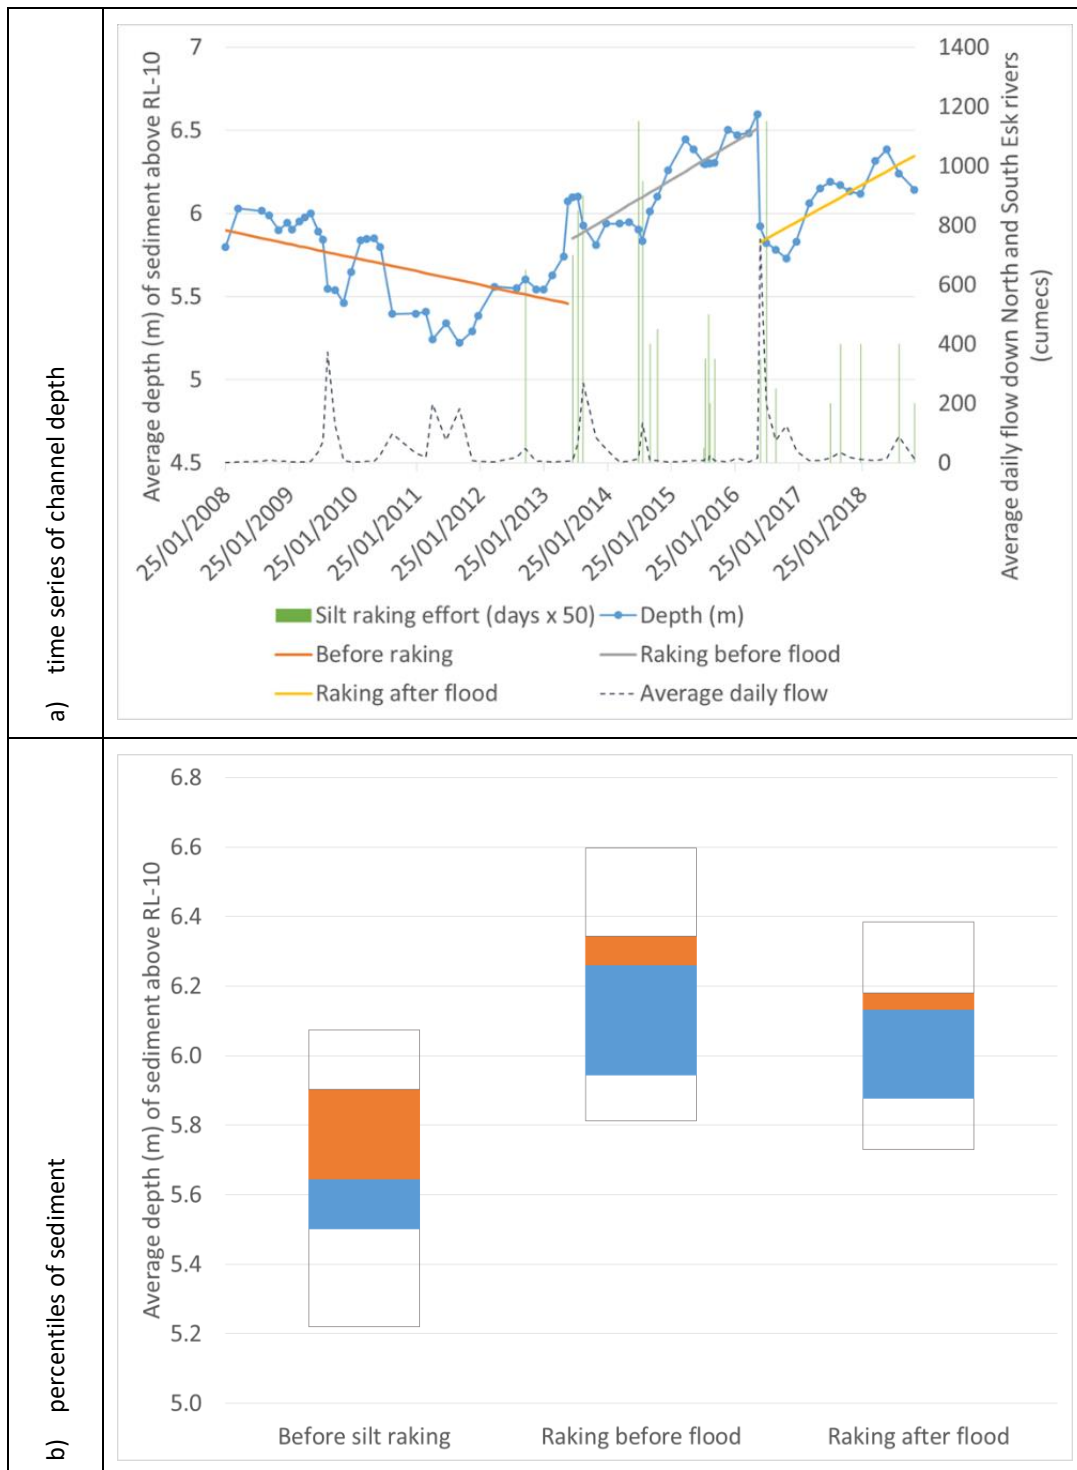 a) time series of channel depth
Average depth (m) of sediment above RL-10
7
6.5
6
5.5
5
4.5
1400
1200
1000
800
600
400
200
0
Average daily flow down North and South Esk rivers
(cumecs)
25/01/2008
25/01/2009
25/01/2010
25/01/2011
25/01/2012
25/01/2013
25/01/2014
25/01/2015
25/01/2016
25/01/2017
25/01/2018
Silt raking effort (days x 50)
Depth (m)
Before raking
Raking before flood
Raking after flood
Average daily flow
b) percentiles of sediment
Average depth (m) of sediment above RL-10
6.8
6.6
6.4
6.2
6.0
5.8
5.6
5.4
5.2
5.0
Before silt raking
Raking before flood
Raking after flood